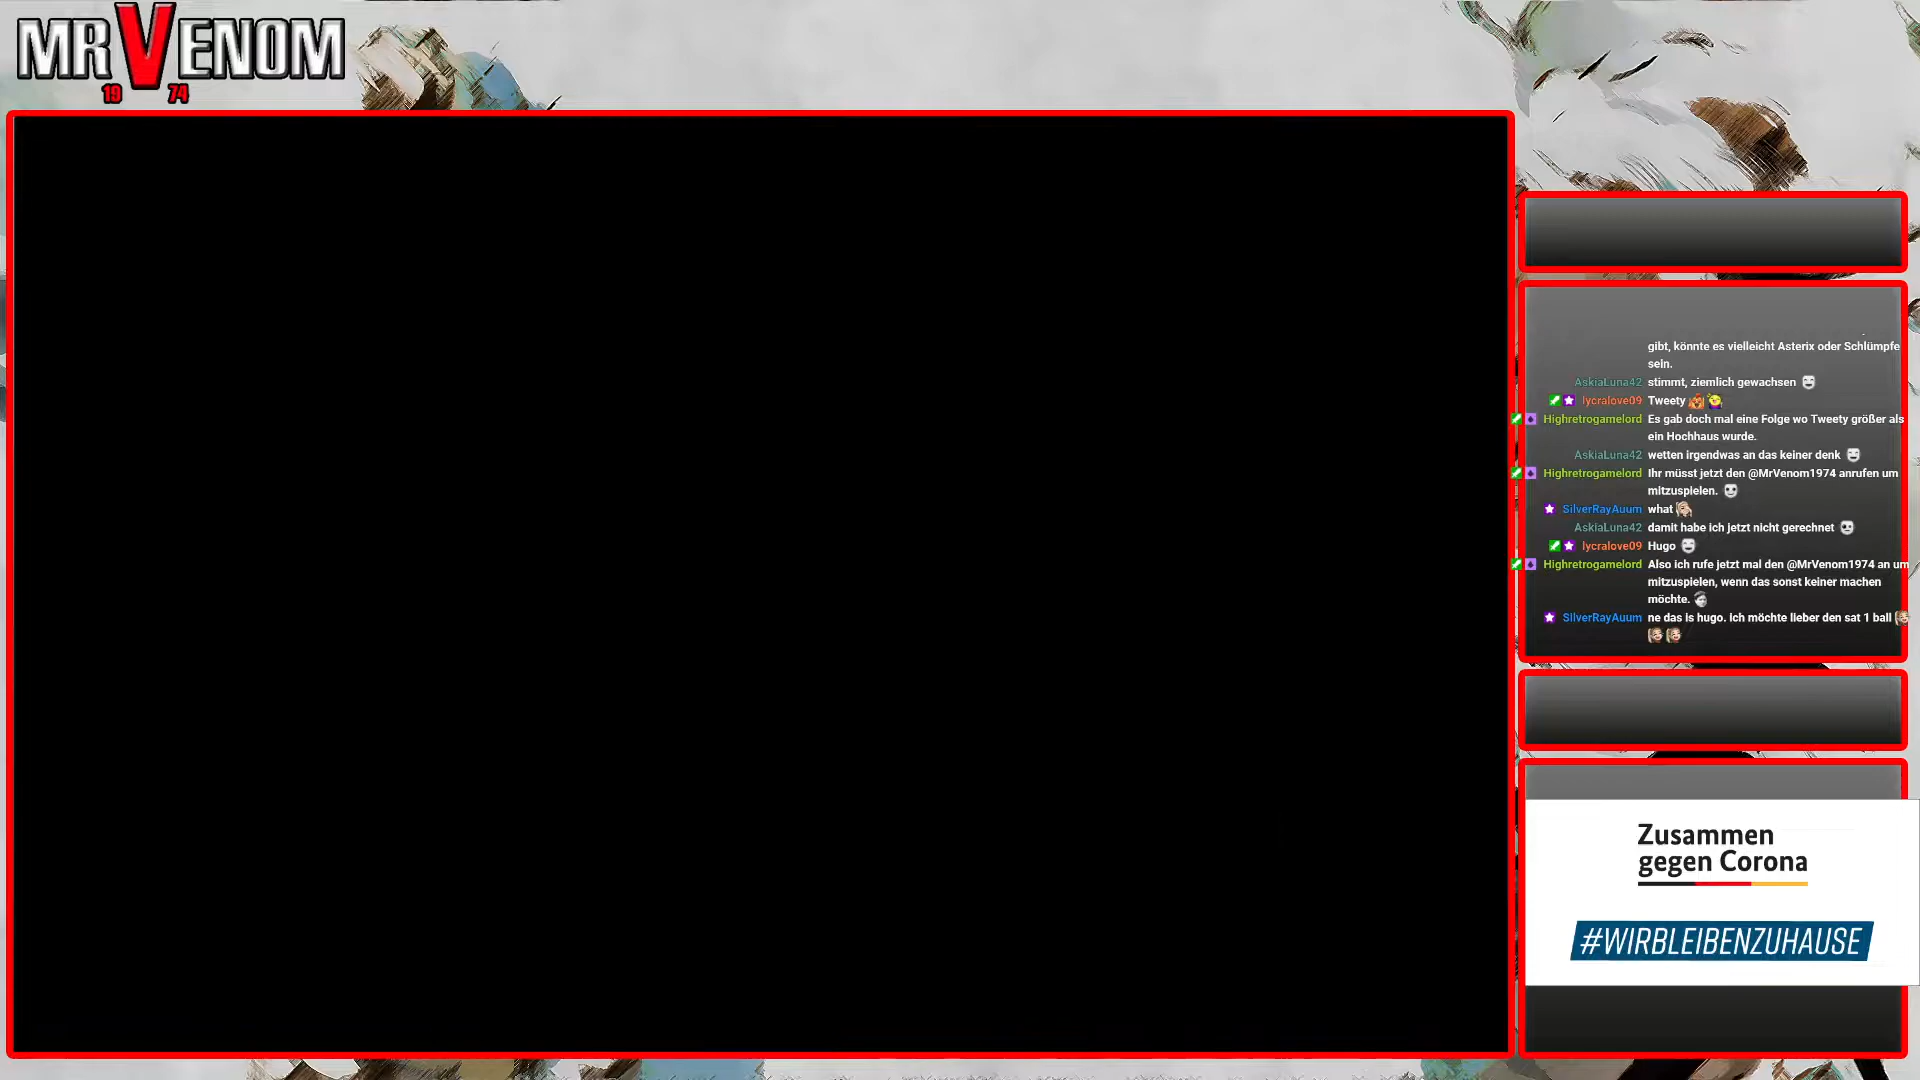 MRVENOM
19 74
gibt, könnte es vielleicht Asterix oder Schlümpfe
sein.
AskiaLuna42 stimmt, ziemlich gewachsen
lycralove09 Tweety
Highretrogamelord Es gab doch mal eine Folge wo Tweety größer als
ein Hochhaus wurde.
AskiaLuna42 wetten irgendwas an das keiner denk
Highretrogamelord Ihr müsst jetzt den @MrVenom1974 anrufen um
mitzuspielen.
SilverRayAuum what
AskiaLuna42 damit habe ich jetzt nicht gerechnet
lycralove09 Hugo
Highretrogamelord Also ich rufe jetzt mal den @MrVenom1974 an um
mitzuspielen, wenn das sonst keiner machen
möchte.
SilverRayAuum ne das is hugo. ich möchte lieber den sat 1 ball
Zusammen
gegen Corona
#WIRBLEIBENZUHAUSE